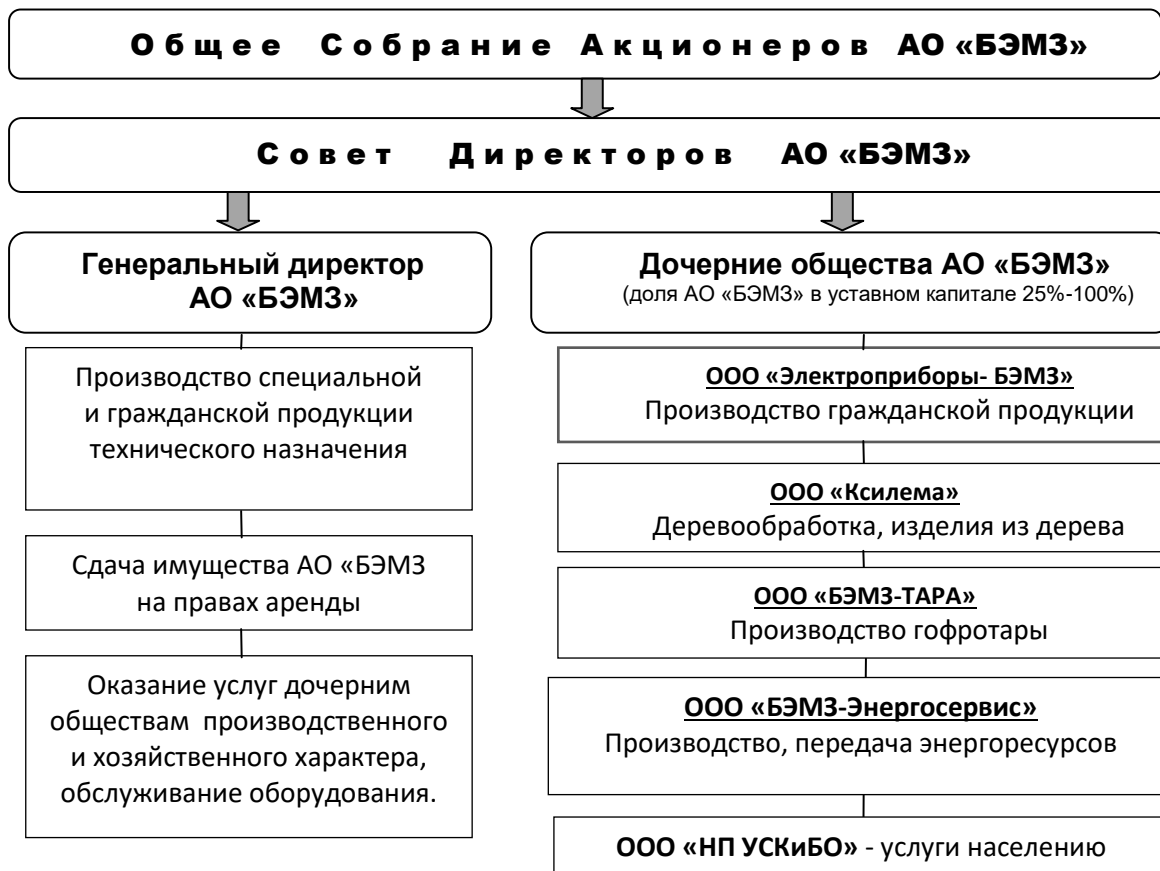 Общее Собрание Акционеров АО «БЭМЗ»
Совет Директоров АО «БЭМЗ»
Генеральный директор
АО «БЭМЗ»
Производство специальной
и гражданской продукции
технического назначения
Сдача имущества АО «БЭМЗ
на правах аренды
Оказание услуг дочерним
обществам производственного
и хозяйственного характера,
обслуживание оборудования.
Дочерние общества АО «БЭМЗ»
(доля АО «БЭМЗ» в уставном капитале 25%-100%)
ООО «Электроприборы- БЭМЗ»
Производство гражданской продукции
ООО «Ксилема»
Деревообработка, изделия из дерева
ООО «БЭМЗ-ТАРА»
Производство гофротары
ООО «БЭМЗ-Энергосервис»
Производство, передача энергоресурсов
ООО «НП УСКиБО» - услуги населению